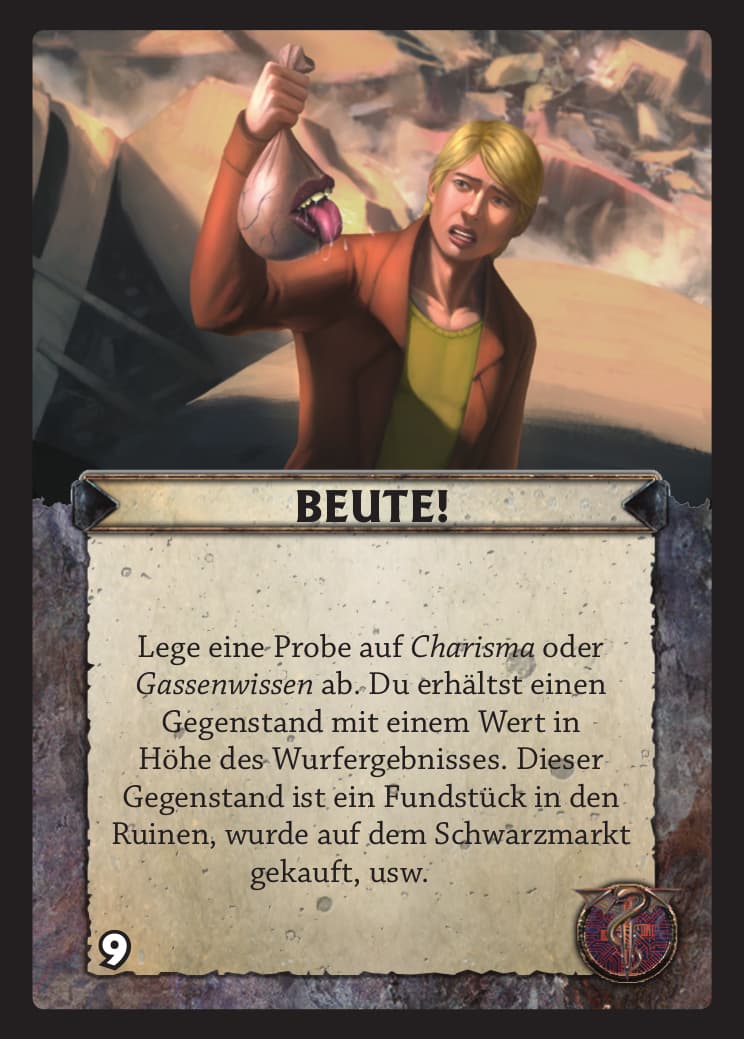 BEUTE!
Lege eine Probe auf Charisma oder
Gassenwissen ab. Du erhältst einen
Gegenstand mit einem Wert in
Höhe des Wurfergebnisses. Dieser
Gegenstand ist ein Fundstück in den
Ruinen, wurde auf dem Schwarzmarkt
gekauft, usw.
9